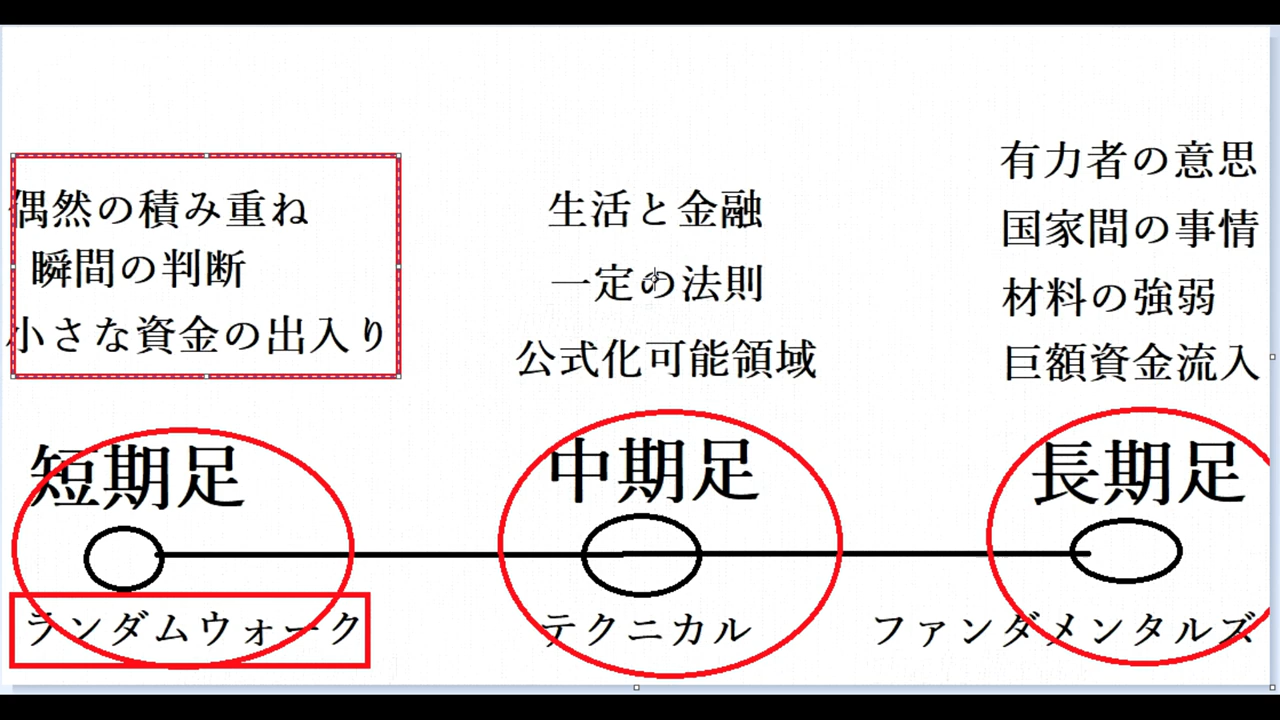 偶然の積み重ね
瞬間の判断
小さな資金の出入り
短期足
ランダムウォーク
生活と金融
一定の法則
公式化可能領域
中期足
テクニカル
有力者の意思
国家間の事情
材料の強弱
巨額資金流入
長期足
ファンダメンタルズ